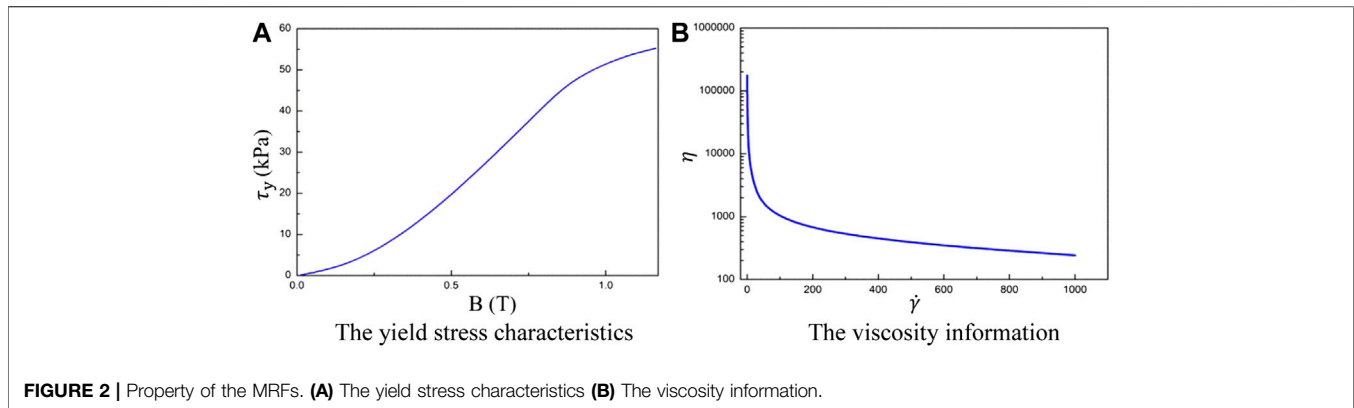 A
60
50
40
30
20
10
0
τy (kPa)
0.0 0.5 1.0
B (T)
The yield stress characteristics
B
1000000
100000
10000
1000
100
η
0 200 400 600 800 1000
γ̇
The viscosity information
FIGURE 2 | Property of the MRFs. (A) The yield stress characteristics (B) The viscosity information.